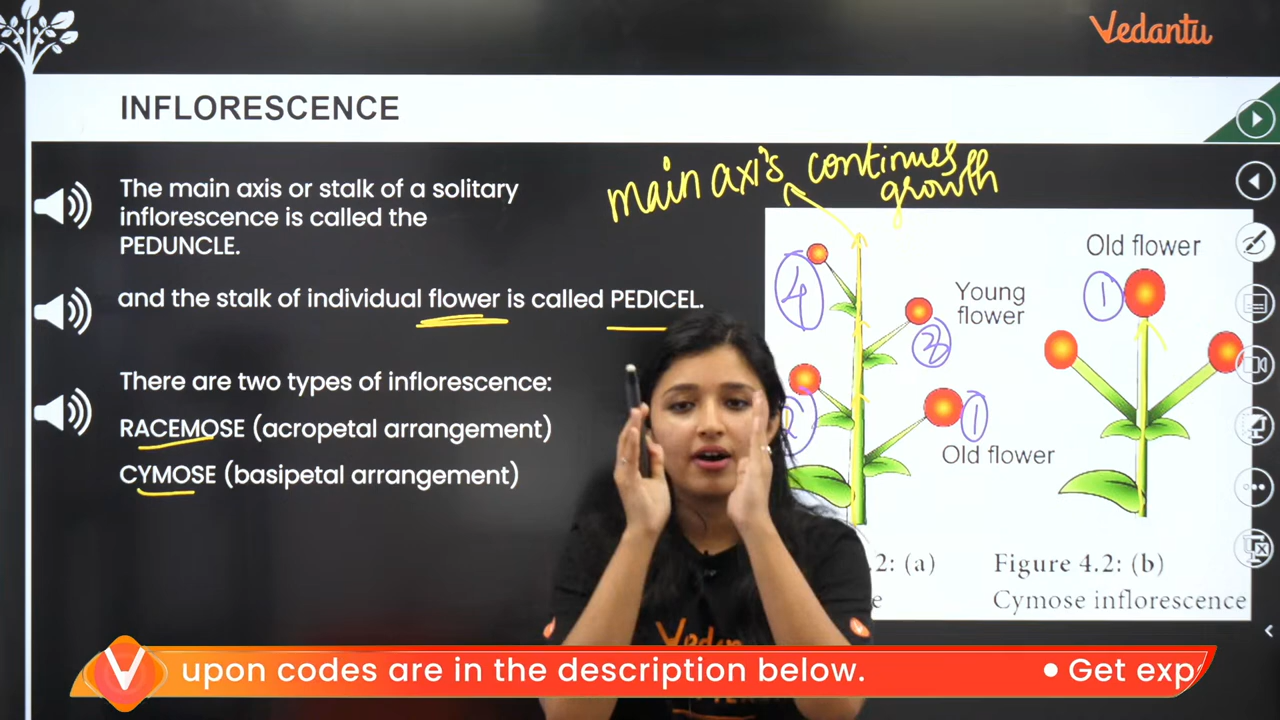 Vedantu
INFLORESCENCE
The main axis or stalk of a solitary
inflorescence is called the
PEDUNCLE.
and the stalk of individual flower is called PEDICEL.
There are two types of inflorescence:
RACEMOSE (acropetal arrangement)
CYMOSE (basipetal arrangement)
main axis continues
growth
Old flower
Young
flower
Old flower
4
3
2
1
1
2: (a)
e
Figure 4.2: (b)
Cymose inflorescence
Vedan
V
upon codes are in the description below.
• Get exp